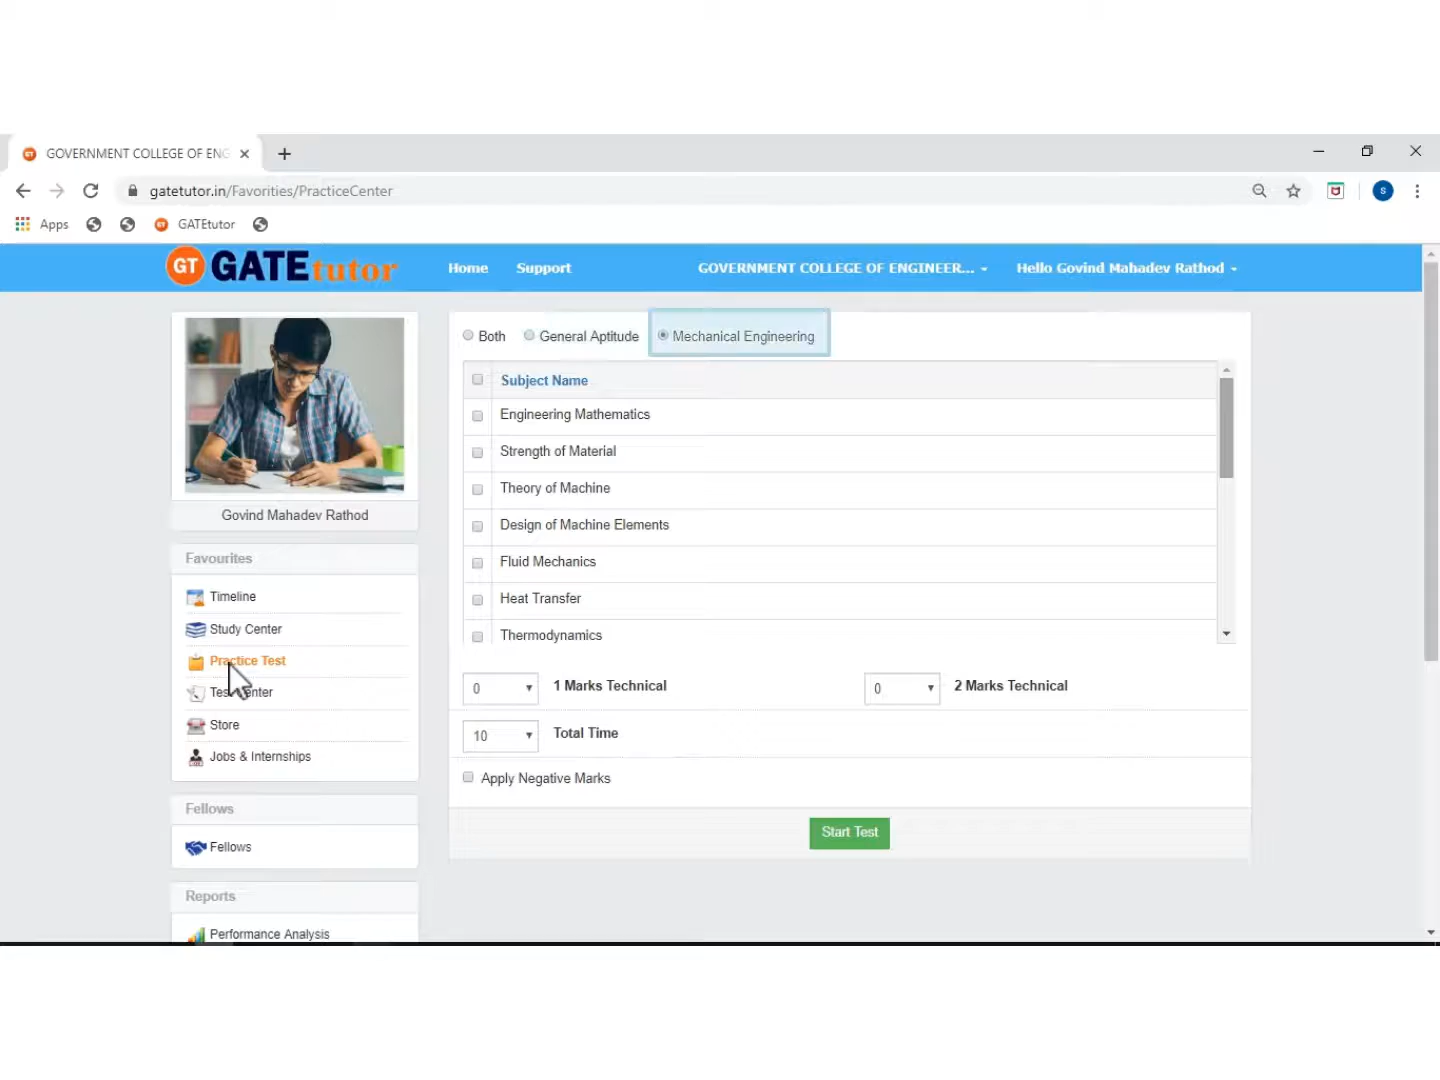 GT GOVERNMENT COLLEGE OF ENG
gatetutor.in/Favorities/PracticeCenter
S
Apps GT GATEtutor
GT GATEtutor Home Support GOVERNMENT COLLEGE OF ENGINEER... Hello Govind Mahadev Rathod
Both General Aptitude Mechanical Engineering
Subject Name
Engineering Mathematics
Strength of Material
Theory of Machine
Design of Machine Elements
Fluid Mechanics
Heat Transfer
Thermodynamics
0 1 Marks Technical 0 2 Marks Technical
10 Total Time
Apply Negative Marks
Start Test
Govind Mahadev Rathod
Favourites
Timeline
Study Center
Practice Test
Test Center
Store
Jobs & Internships
Fellows
Fellows
Reports
Performance Analysis